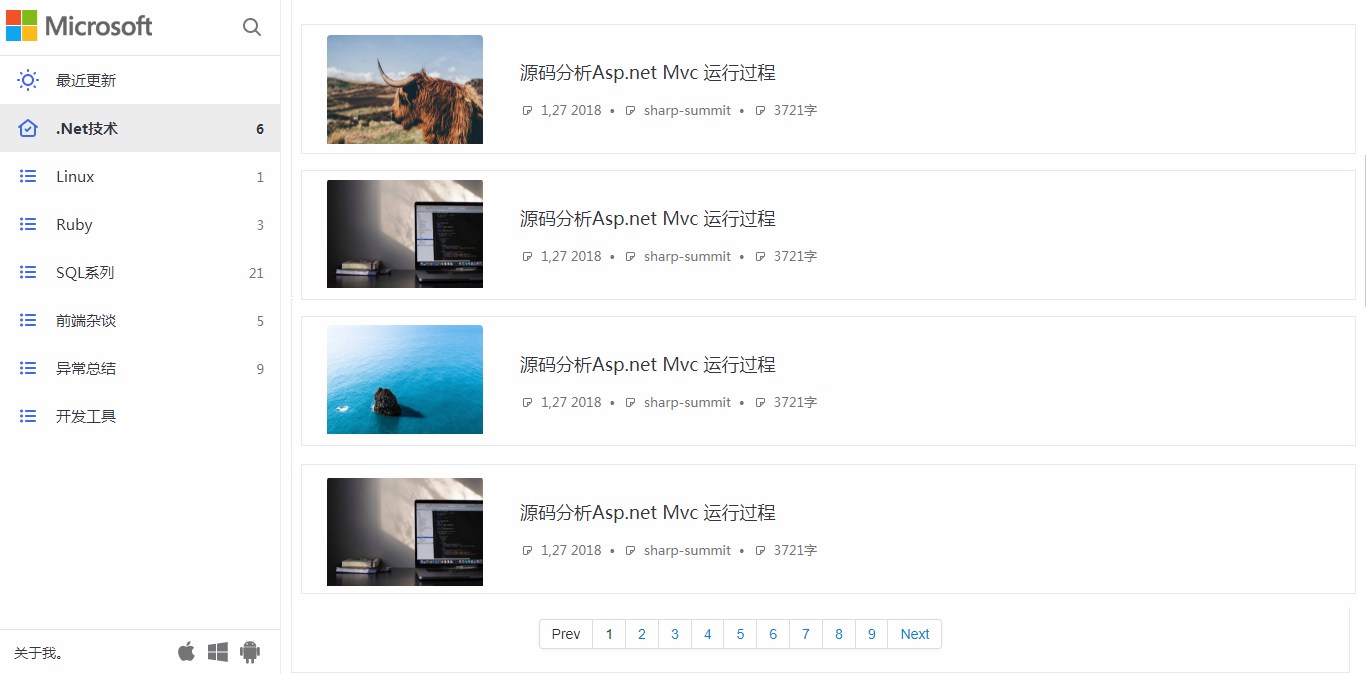 Microsoft
最近更新
.Net技术 6
Linux 1
Ruby 3
SQL系列 21
前端杂谈 5
异常总结 9
开发工具
关于我。
源码分析Asp.net Mvc 运行过程
1,27 2018 • sharp-summit • 3721字
源码分析Asp.net Mvc 运行过程
1,27 2018 • sharp-summit • 3721字
源码分析Asp.net Mvc 运行过程
1,27 2018 • sharp-summit • 3721字
源码分析Asp.net Mvc 运行过程
1,27 2018 • sharp-summit • 3721字
Prev 1 2 3 4 5 6 7 8 9 Next